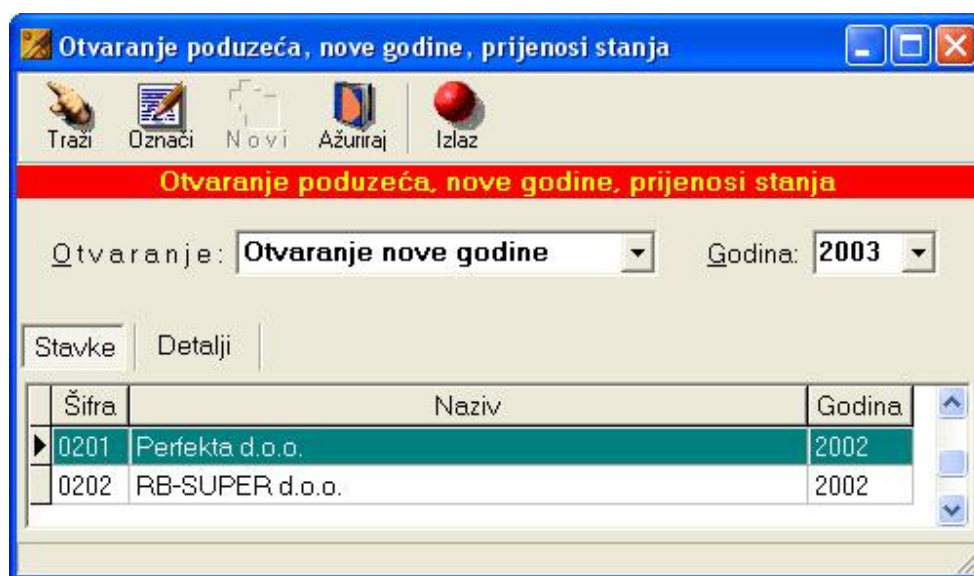 Otvaranje poduzeća, nove godine, prijenosi stanja
Traži Označi Novi Ažuriraj Izlaz
Otvaranje poduzeća, nove godine, prijenosi stanja
Otvaranje: Otvaranje nove godine Godina: 2003
Stavke Detalji
Šifra Naziv Godina
0201 Perfekta d.o.o. 2002
0202 RB-SUPER d.o.o. 2002